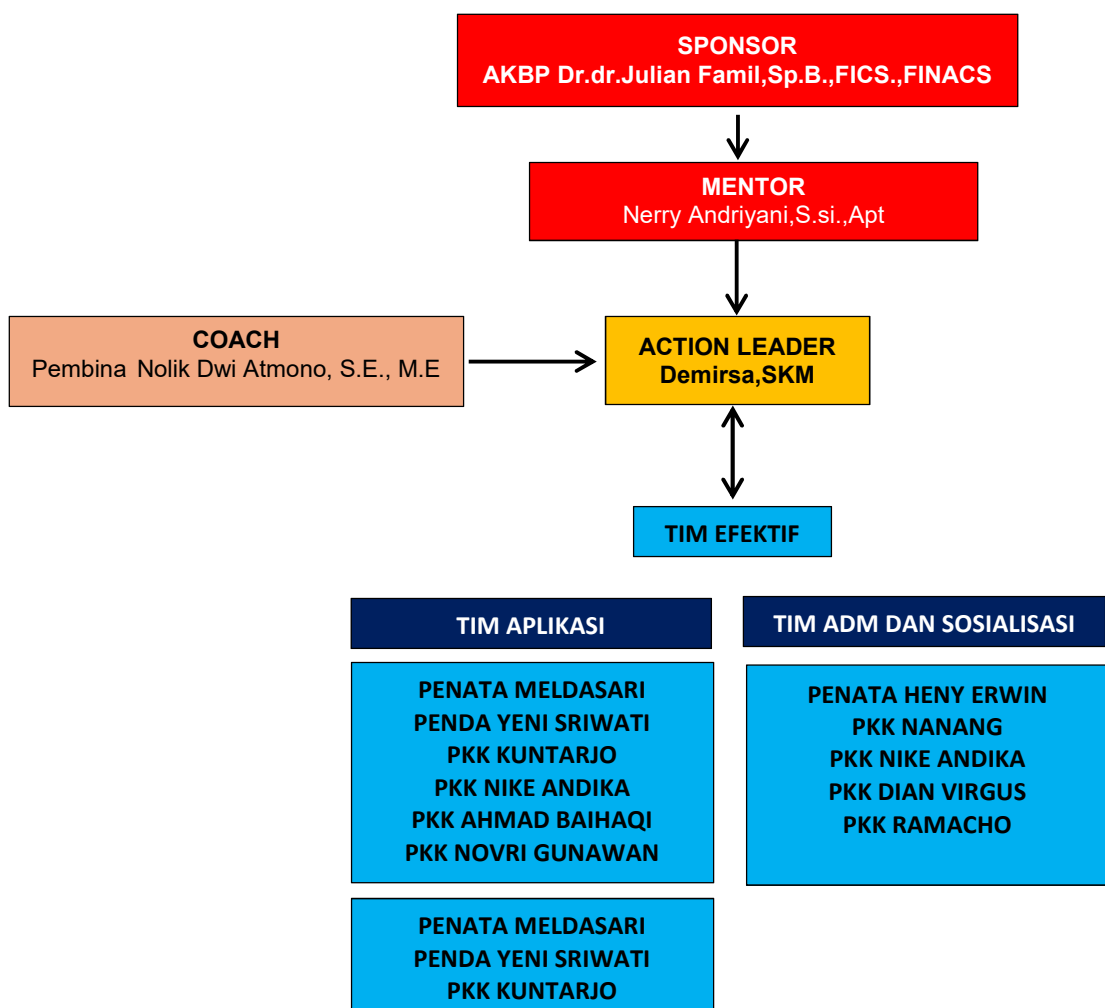 SPONSOR
AKBP Dr.dr.Julian Famil,Sp.B.,FICS.,FINACS
MENTOR
Nerry Andriyani,S.si.,Apt
COACH
Pembina Nolik Dwi Atmono, S.E., M.E
ACTION LEADER
Demirsa,SKM
TIM EFEKTIF
TIM APLIKASI
PENATA MELDASARI
PENDA YENI SRIWATI
PKK KUNTARJO
PKK NIKE ANDIKA
PKK AHMAD BAIHAQI
PKK NOVRI GUNAWAN
PENATA MELDASARI
PENDA YENI SRIWATI
PKK KUNTARJO
TIM ADM DAN SOSIALISASI
PENATA HENY ERWIN
PKK NANANG
PKK NIKE ANDIKA
PKK DIAN VIRGUS
PKK RAMACHO